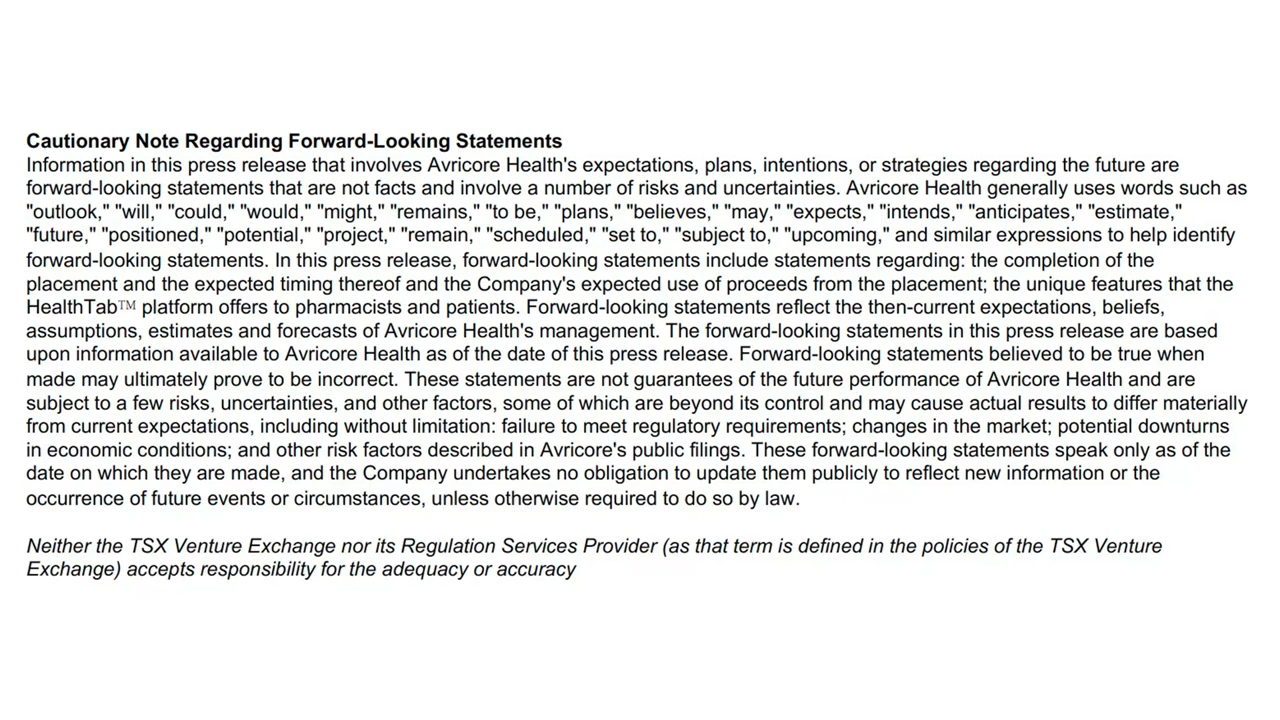 Cautionary Note Regarding Forward-Looking Statements
Information in this press release that involves Avricore Health's expectations, plans, intentions, or strategies regarding the future are
forward-looking statements that are not facts and involve a number of risks and uncertainties. Avricore Health generally uses words such as
"outlook," "will," "could," "would," "might," "remains," "to be," "plans," "believes," "may," "expects," "intends," "anticipates," "estimate,"
"future," "positioned," "potential," "project," "remain," "scheduled," "set to," "subject to," "upcoming," and similar expressions to help identify
forward-looking statements. In this press release, forward-looking statements include statements regarding: the completion of the
placement and the expected timing thereof and the Company's expected use of proceeds from the placement; the unique features that the
HealthTab™ platform offers to pharmacists and patients. Forward-looking statements reflect the then-current expectations, beliefs,
assumptions, estimates and forecasts of Avricore Health's management. The forward-looking statements in this press release are based
upon information available to Avricore Health as of the date of this press release. Forward-looking statements believed to be true when
made may ultimately prove to be incorrect. These statements are not guarantees of the future performance of Avricore Health and are
subject to a few risks, uncertainties, and other factors, some of which are beyond its control and may cause actual results to differ materially
from current expectations, including without limitation: failure to meet regulatory requirements; changes in the market; potential downturns
in economic conditions; and other risk factors described in Avricore's public filings. These forward-looking statements speak only as of the
date on which they are made, and the Company undertakes no obligation to update them publicly to reflect new information or the
occurrence of future events or circumstances, unless otherwise required to do so by law.
Neither the TSX Venture Exchange nor its Regulation Services Provider (as that term is defined in the policies of the TSX Venture
Exchange) accepts responsibility for the adequacy or accuracy